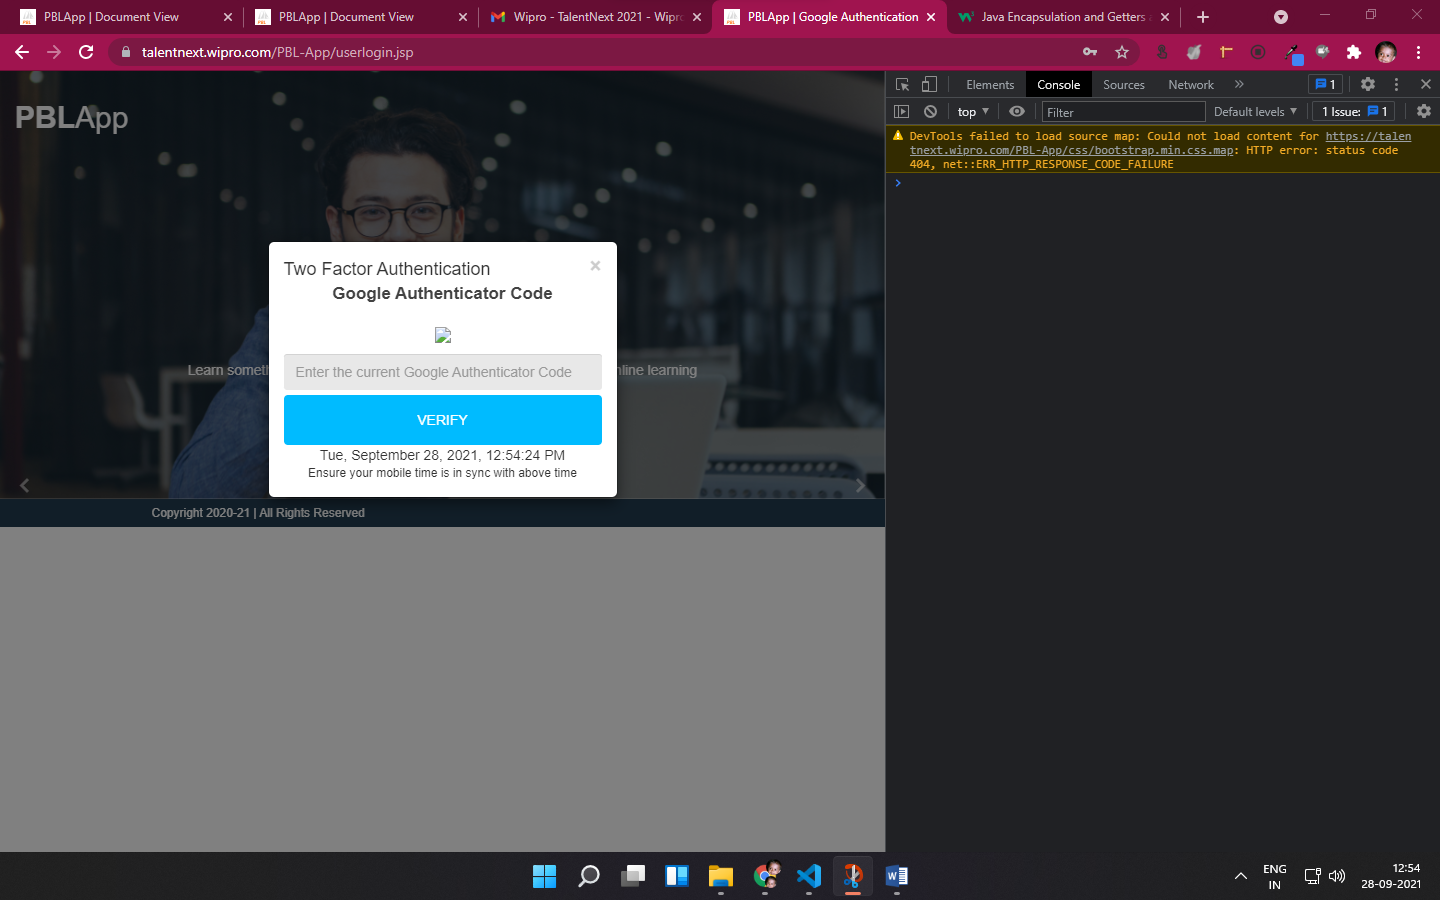 PBLApp | Document View
PBLApp | Document View
Wipro - TalentNext 2021 - Wipro
PBLApp | Google Authentication
Java Encapsulation and Getters
talentnext.wipro.com/PBL-App/userlogin.jsp
PBLApp
Two Factor Authentication
Google Authenticator Code
Learn
online learning
Enter the current Google Authenticator Code
VERIFY
Tue, September 28, 2021, 12:54:24 PM
Ensure your mobile time is in sync with above time
Copyright 2020-21 | All Rights Reserved
Elements Console Sources Network 1
top Filter Default levels 1 Issue: 1
DevTools failed to load source map: Could not load content for https://talen
tnext.wipro.com/PBL-App/css/bootstrap.min.css.map: HTTP error: status code
404, net::ERR_HTTP_RESPONSE_CODE_FAILURE
ENG
IN
12:54
28-09-2021